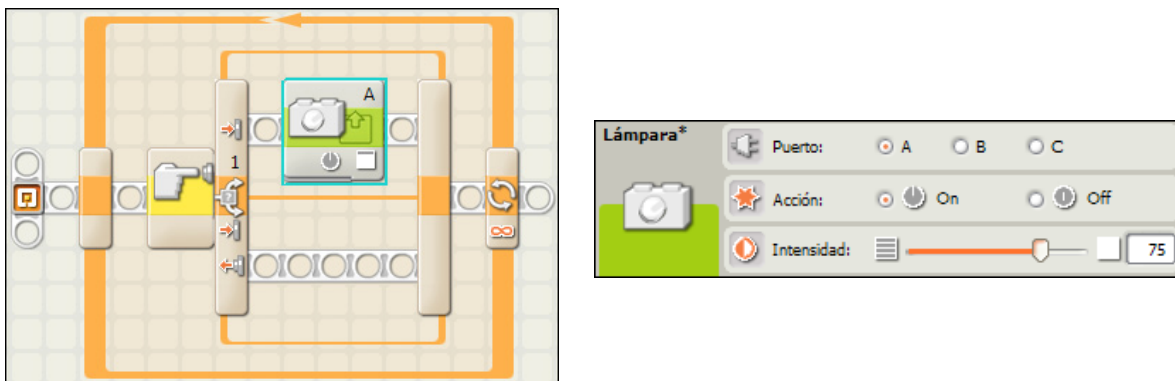 A
1
Lámpara*
Puerto: A B C
Acción: On Off
Intensidad: 75